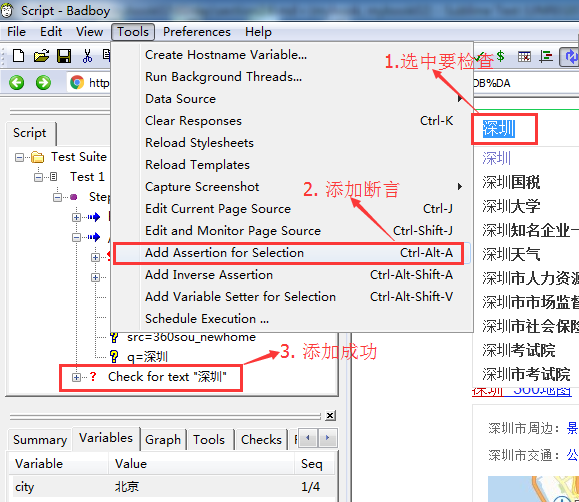 Script - Badboy
File Edit View Tools Preferences Help
http
DB%DA
1.选中要检查
Create Hostname Variable...
Run Background Threads...
Data Source
Clear Responses Ctrl-K
Reload Stylesheets
Reload Templates
Capture Screenshot
2. 添加断言
Edit Current Page Source Ctrl-J
Edit and Monitor Page Source Ctrl-Shift-J
Add Assertion for Selection Ctrl-Alt-A
Add Inverse Assertion Ctrl-Alt-Shift-A
Add Variable Setter for Selection Ctrl-Alt-Shift-V
Schedule Execution ...
Script
Test Suite
Test 1
Step
src=360sou_newhome
q=深圳
Check for text "深圳"
3. 添加成功
深圳
深圳
深圳国税
深圳大学
深圳知名企业一
深圳天气
深圳市人力资源
深圳市市场监督
深圳市社会保险
深圳考试院
深圳市考试院
深圳_360地图
深圳市周边：景
深圳市交通：公
Summary Variables Graph Tools Checks
Variable Value Seq
city 北京 1/4